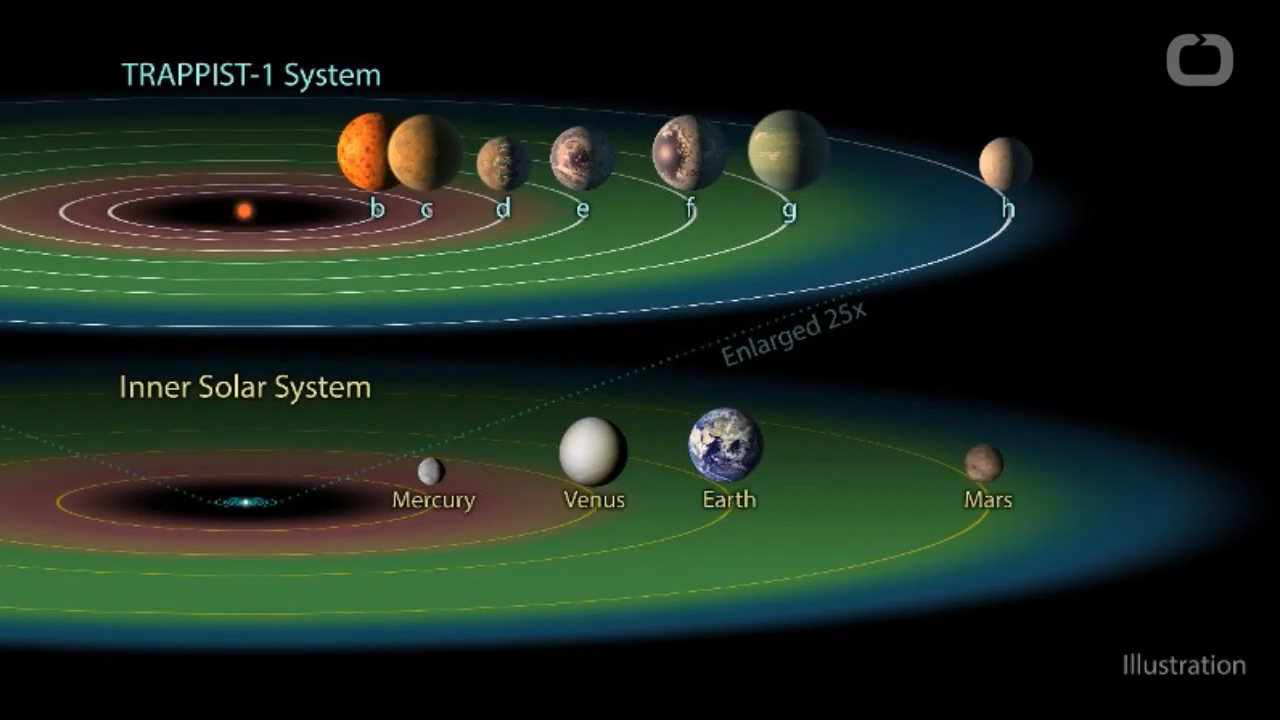 TRAPPIST-1 System
b c d e f g h
Enlarged 25x
Inner Solar System
Mercury Venus Earth Mars
Illustration